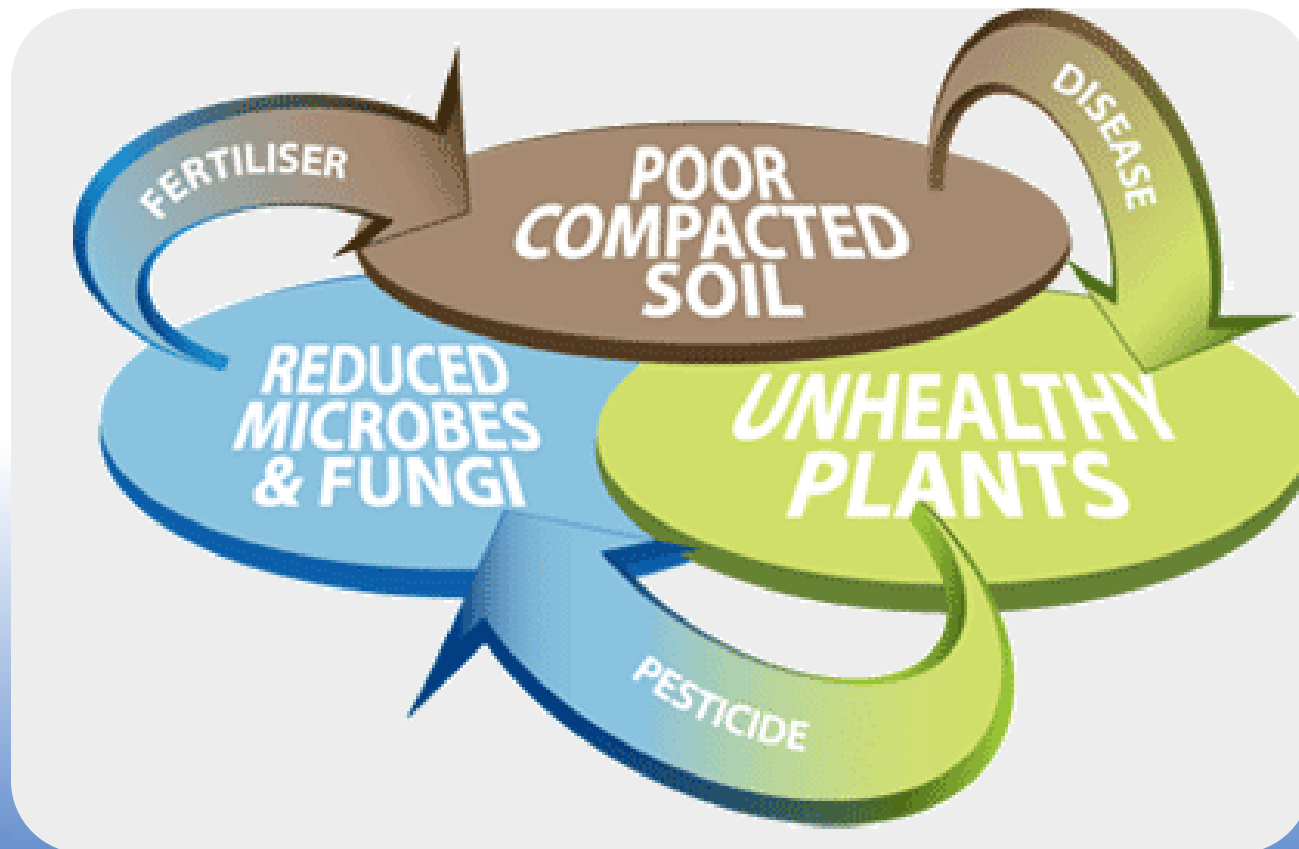 FERTILISER
POOR
COMPACTED
SOIL
DISEASE
REDUCED
MICROBES
& FUNGI
UNHEALTHY
PLANTS
PESTICIDE